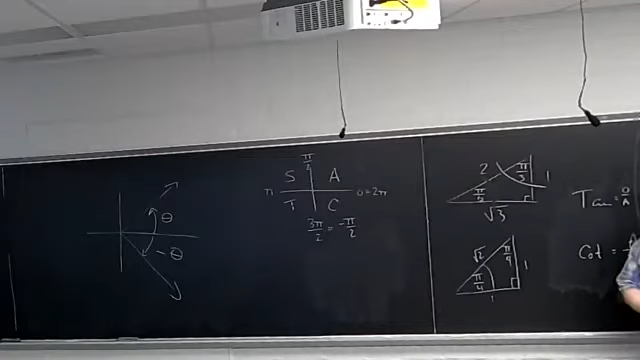 θ
-θ
π/2
S A
π 0=2π
T C
3π/2 = -π/2
2 π/3 1
π/6
√3
√2 π/4 1
π/4
1
Tan = O/A
Cot =